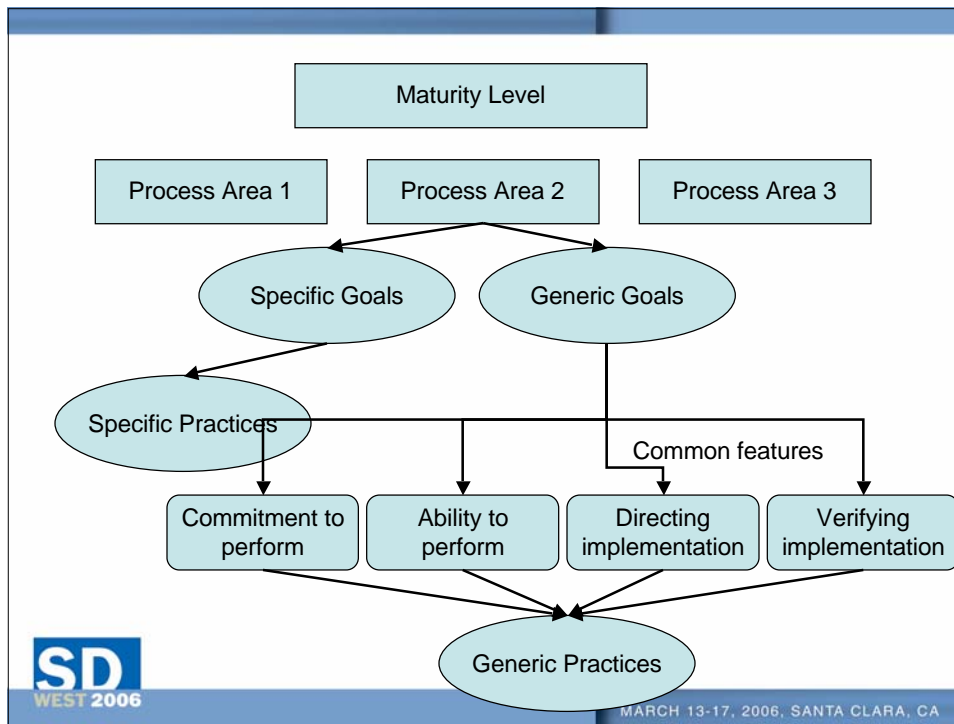 Maturity Level
Process Area 1
Process Area 2
Process Area 3
Specific Goals
Generic Goals
Specific Practices
Common features
Commitment to
perform
Ability to
perform
Directing
implementation
Verifying
implementation
Generic Practices
SD
WEST 2006
MARCH 13-17, 2006, SANTA CLARA, CA